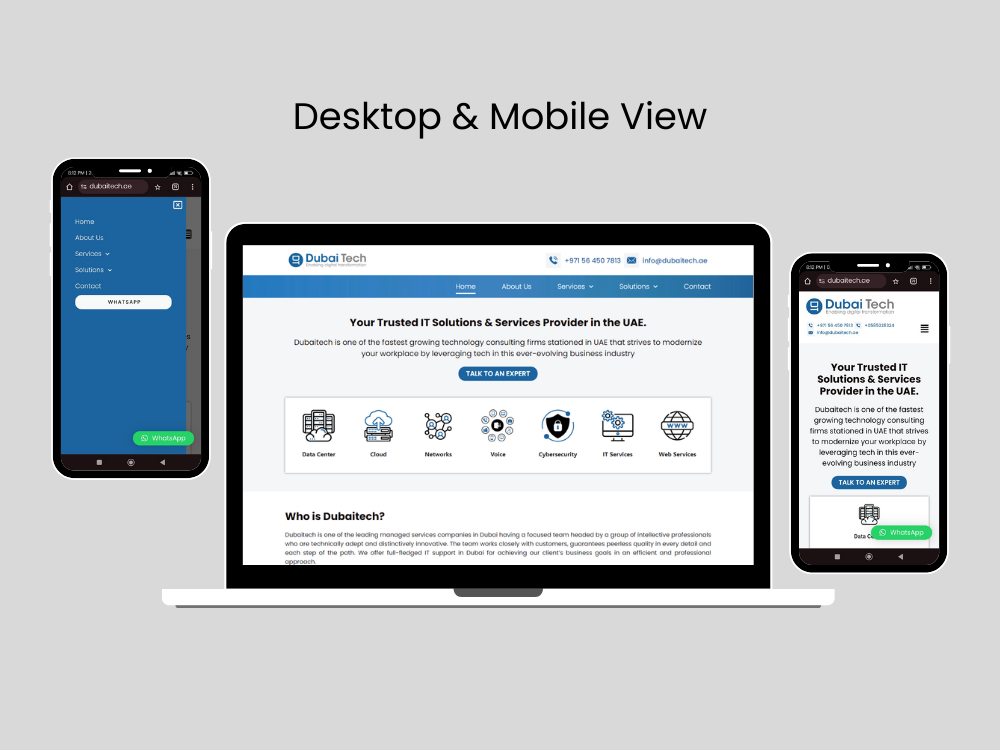 Desktop & Mobile View
8:12 PM
dubaitech.ae
Home
About Us
Services
Solutions
Contact
WHATSAPP
WhatsApp
Dubai Tech
Enabling digital transformation
+971 56 450 7813
info@dubaitech.ae
Home
About Us
Services
Solutions
Contact
Your Trusted IT Solutions & Services Provider in the UAE.
Dubaitech is one of the fastest growing technology consulting firms stationed in UAE that strives to modernize
your workplace by leveraging tech in this ever-evolving business industry
TALK TO AN EXPERT
Data Center
Cloud
Networks
Voice
Cybersecurity
IT Services
Web Services
WWW
Who is Dubaitech?
Dubaitech is one of the leading managed services companies in Dubai having a focused team headed by a group of intellective professionals
who are technically adept and distinctively innovative. The team works closely with customers, guarantees peerless quality in every detail and
each step of the path. We offer full-fledged IT support in Dubai for achieving our client's business goals in an efficient and professional
approach.
8:12 PM
dubaitech.ae
Dubai Tech
Enabling digital transformation
+971 56 450 7813
info@dubaitech.ae
Your Trusted IT
Solutions & Services
Provider in the UAE.
Dubaitech is one of the fastest
growing technology consulting
firms stationed in UAE that strives
to modernize your workplace by
leveraging tech in this ever-
evolving business industry
TALK TO AN EXPERT
Data
WhatsApp